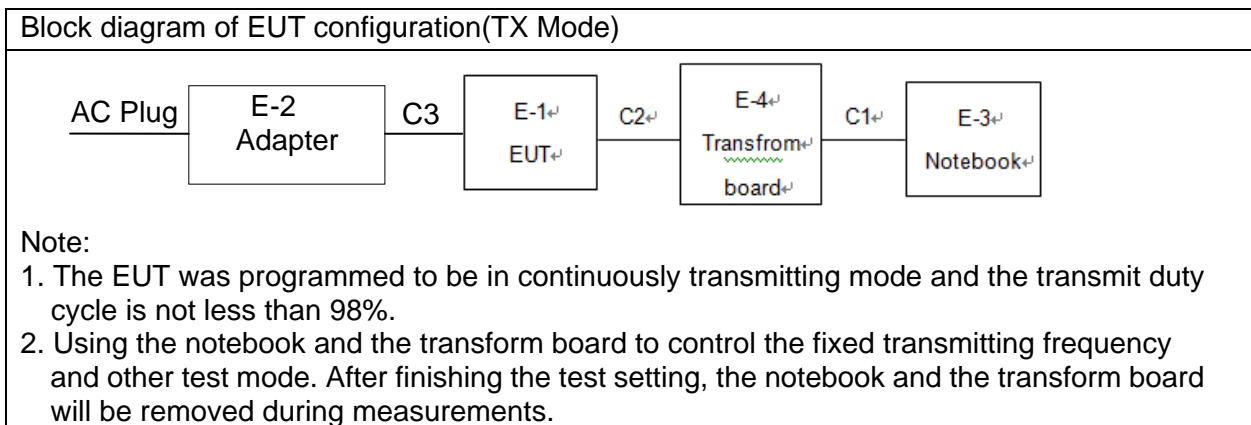 Block diagram of EUT configuration(TX Mode)
AC Plug
E-2
Adapter
C3
E-1↵
EUT↵
C2↵
E-4↵
Transfrom↵
board↵
C1↵
E-3↵
Notebook↵
Note:
1. The EUT was programmed to be in continuously transmitting mode and the transmit duty
cycle is not less than 98%.
2. Using the notebook and the transform board to control the fixed transmitting frequency
and other test mode. After finishing the test setting, the notebook and the transform board
will be removed during measurements.